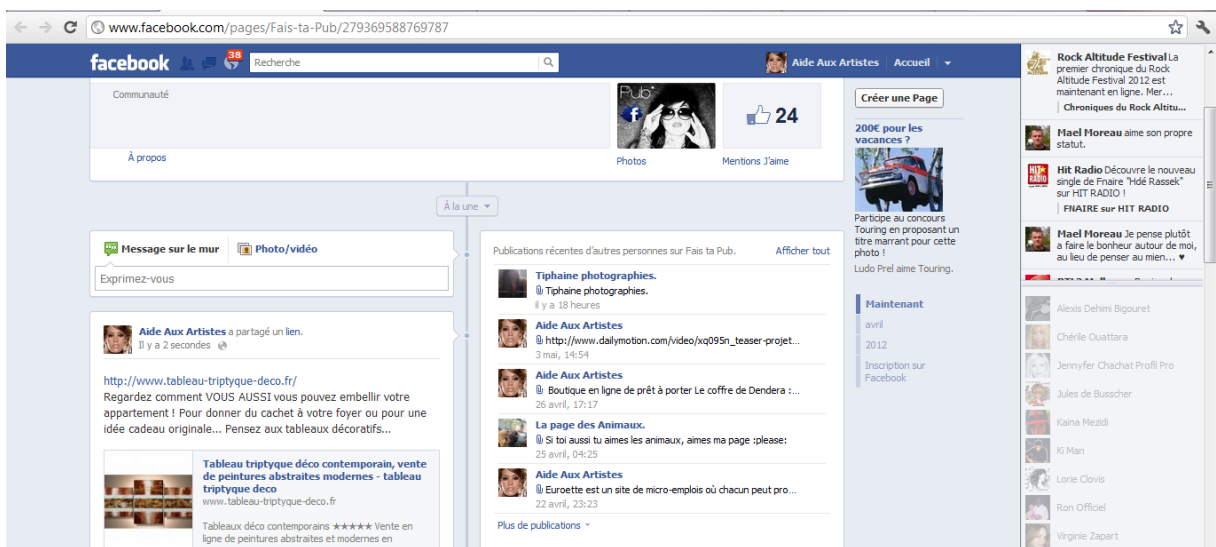 www.facebook.com/pages/Fais-ta-Pub/279369588769787
facebook
38
Recherche
Aide Aux Artistes
Accueil
Communauté
À propos
Pub'
Photos
24
Mentions J'aime
À la une
Message sur le mur
Photo/vidéo
Exprimez-vous
Aide Aux Artistes a partagé un lien.
Il y a 2 secondes
http://www.tableau-triptyque-deco.fr/
Regardez comment VOUS AUSSI vous pouvez embellir votre
appartement ! Pour donner du cachet à votre foyer ou pour une
idée cadeau originale... Pensez aux tableaux décoratifs...
Tableau triptyque déco contemporain, vente
de peintures abstraites modernes - tableau
triptyque deco
www.tableau-triptyque-deco.fr
Tableaux déco contemporains ★★★★★ Vente en
ligne de peintures abstraites et modernes en
Publications récentes d'autres personnes sur Fais ta Pub.
Afficher tout
Tiphaine photographies.
Tiphaine photographies.
il y a 18 heures
Aide Aux Artistes
http://www.dailymotion.com/video/xq095n_teaser-projet...
3 mai, 14:54
Aide Aux Artistes
Boutique en ligne de prêt à porter Le coffre de Dendera :...
26 avril, 17:17
La page des Animaux.
Si toi aussi tu aimes les animaux, aimes ma page :please:
25 avril, 04:25
Aide Aux Artistes
Euroette est un site de micro-emplois où chacun peut pro...
22 avril, 23:23
Plus de publications
Créer une Page
200€ pour les
vacances ?
Participe au concours
Touring en proposant un
titre marrant pour cette
photo !
Ludo Prel aime Touring.
Maintenant
avril
2012
Inscription sur
Facebook
Rock Altitude Festival La
premier chronique du Rock
Altitude Festival 2012 est
maintenant en ligne. Mer...
Chroniques du Rock Altitu...
Mael Moreau aime son propre
statut.
HIT RADIO
Hit Radio Découvre le nouveau
single de Fnaire "Hdé Rassek"
sur HIT RADIO !
FNAIRE sur HIT RADIO
Mael Moreau Je pense plutôt
a faire le bonheur autour de moi,
au lieu de penser au mien... ♥
Alexis Dehimi Bigouret
Chérile Ouattara
Jennyfer Chachat Profil Pro
Jules de Busscher
Kaina Mezidi
Ki Man
Lorie Clovis
Ron Officiel
Virginie Zapart